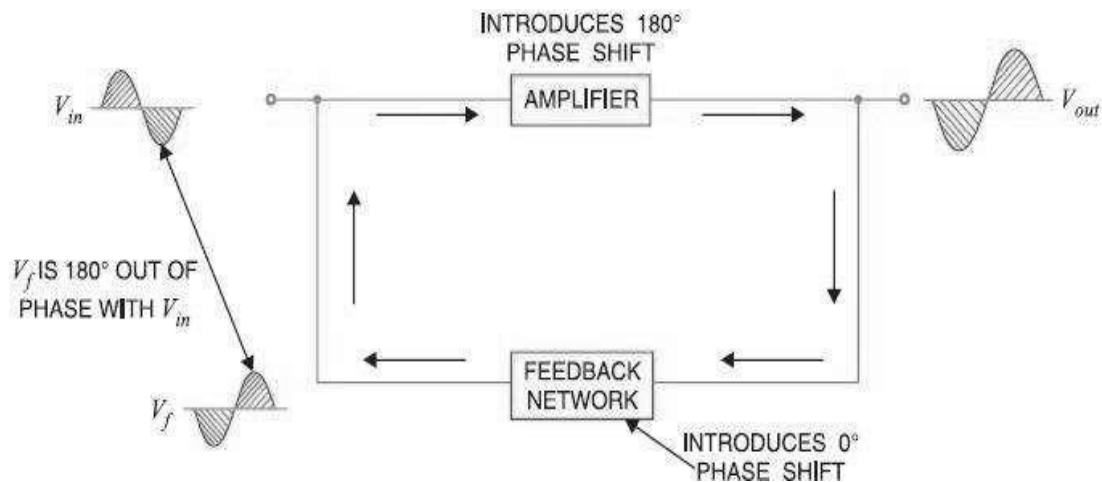 INTRODUCES 180°
PHASE SHIFT
AMPLIFIER
V_in
V_out
V_f IS 180° OUT OF
PHASE WITH V_in
V_f
FEEDBACK
NETWORK
INTRODUCES 0°
PHASE SHIFT